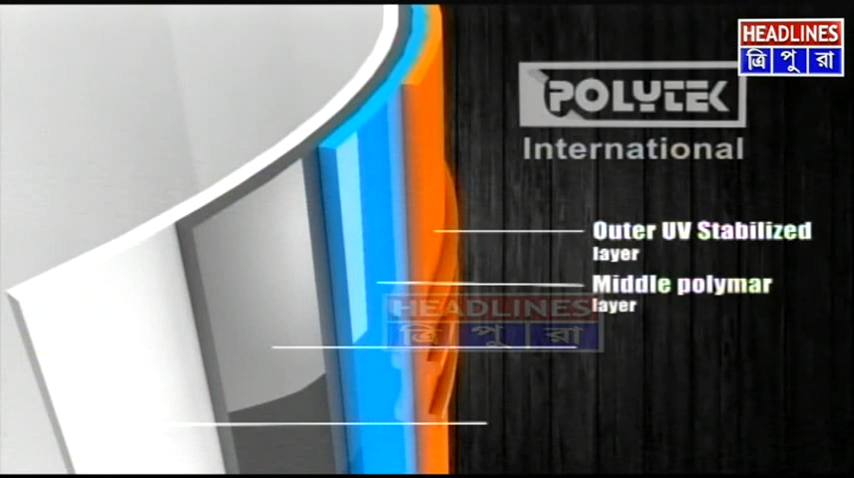 HEADLINES
ত্রি পু রা
POLYTEK
International
Outer UV Stabilized
layer
Middle polymar
layer
HEADLINES
ত্রি পু রা